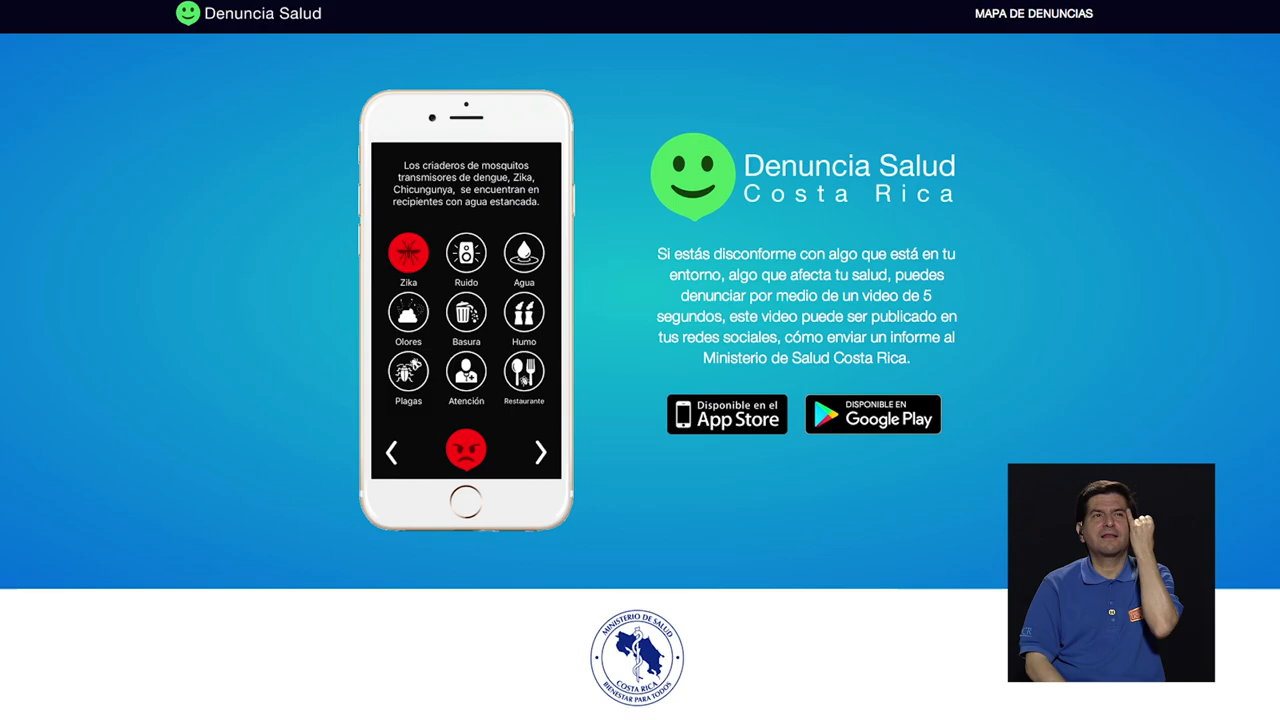 Denuncia Salud
MAPA DE DENUNCIAS
Los criaderos de mosquitos
transmisores de dengue, Zika,
Chicungunya, se encuentran en
recipientes con agua estancada.
Zika
Ruido
Agua
Olores
Basura
Humo
Plagas
Atención
Restaurante
Denuncia Salud
Costa Rica
Si estás disconforme con algo que está en tu
entorno, algo que afecta tu salud, puedes
denunciar por medio de un video de 5
segundos, este video puede ser publicado en
tus redes sociales, cómo enviar un informe al
Ministerio de Salud Costa Rica.
Disponible en el
App Store
DISPONIBLE EN
Google Play
MINISTERIO DE SALUD
COSTA RICA
BIENESTAR PARA TODOS